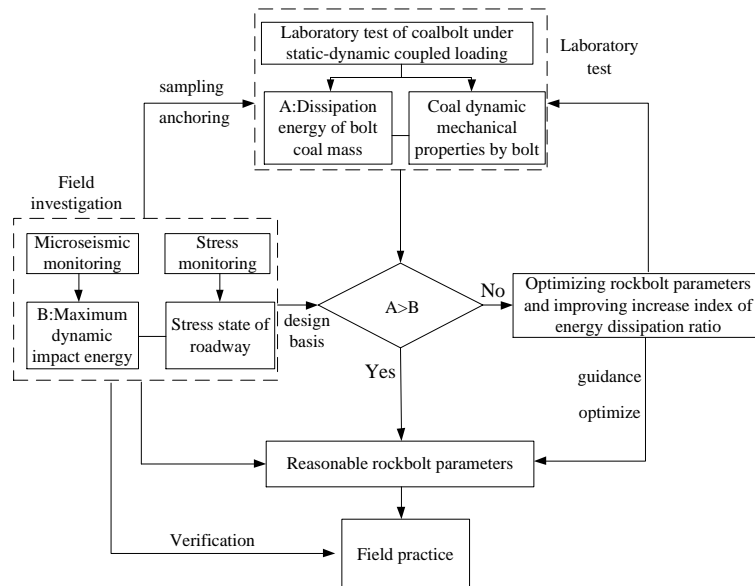 Laboratory test of coalbolt under
static-dynamic coupled loading
Laboratory
test
sampling
anchoring
A:Dissipation
energy of bolt
coal mass
Coal dynamic
mechanical
properties by bolt
Field
investigation
Microseismic
monitoring
Stress
monitoring
B:Maximum
dynamic
impact energy
Stress state of
roadway
design
basis
A>B
No
Optimizing rockbolt parameters
and improving increase index of
energy dissipation ratio
Yes
guidance
optimize
Reasonable rockbolt parameters
Verification
Field practice